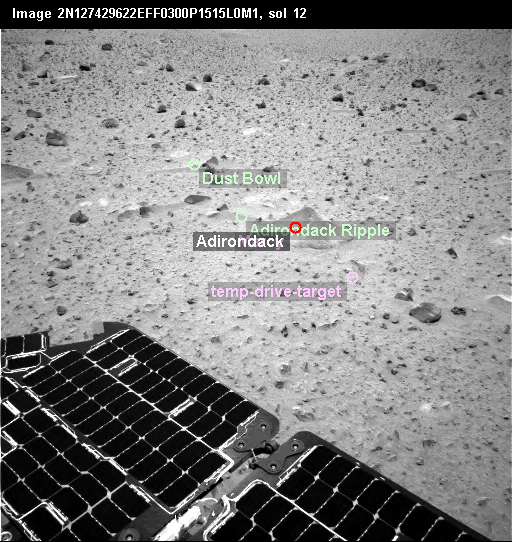 Image 2N127429622EFF0300P1515L0M1, sol 12
Dust Bowl
Adirondack Ripple
Adirondack
temp-drive-target